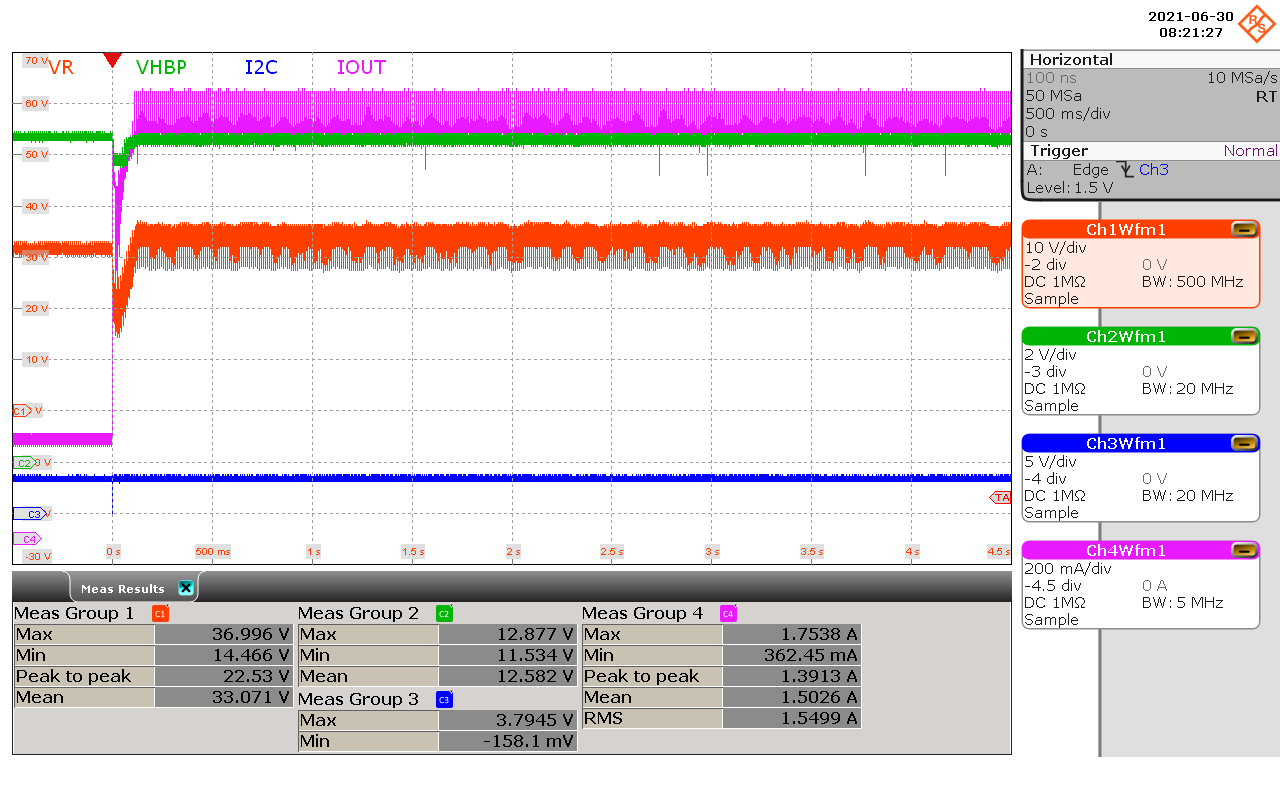 2021-06-30
08:21:27
R&S
VR VHBP I2C IOUT
70 V
60 V
50 V
40 V
30 V
20 V
10 V
C1 V
C2 0 V
C3 V
C4
-30 V
TA
0 s 500 ms 1 s 1.5 s 2 s 2.5 s 3 s 3.5 s 4 s 4.5 s
Horizontal
100 ns 10 MSa/s
50 MSa RT
500 ms/div
0 s
Trigger Normal
A: Edge Ch3
Level: 1.5 V
Ch1Wfm1
10 V/div
-2 div 0 V
DC 1MΩ BW: 500 MHz
Sample
Ch2Wfm1
2 V/div
-3 div 0 V
DC 1MΩ BW: 20 MHz
Sample
Ch3Wfm1
5 V/div
-4 div 0 V
DC 1MΩ BW: 20 MHz
Sample
Ch4Wfm1
200 mA/div
-4.5 div 0 A
DC 1MΩ BW: 5 MHz
Sample
Meas Results
Meas Group 1 C1
Max 36.996 V
Min 14.466 V
Peak to peak 22.53 V
Mean 33.071 V
Meas Group 2 C2
Max 12.877 V
Min 11.534 V
Mean 12.582 V
Meas Group 3 C3
Max 3.7945 V
Min -158.1 mV
Meas Group 4 C4
Max 1.7538 A
Min 362.45 mA
Peak to peak 1.3913 A
Mean 1.5026 A
RMS 1.5499 A